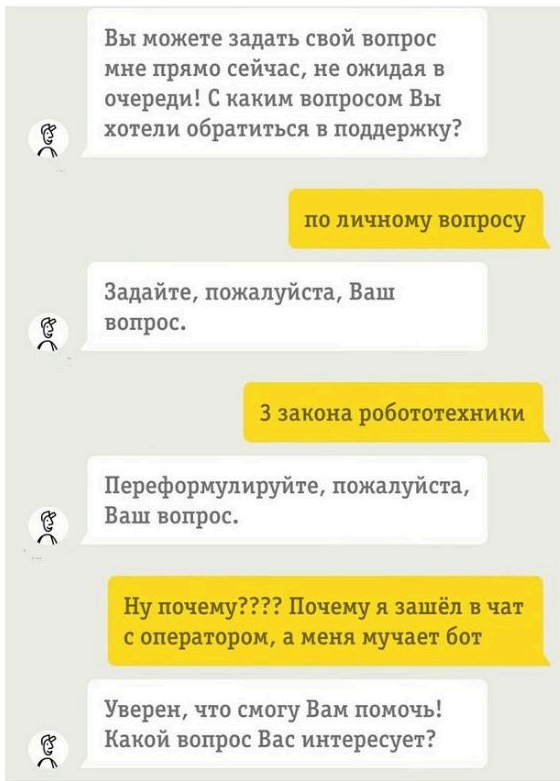 Вы можете задать свой вопрос
мне прямо сейчас, не ожидая в
очереди! С каким вопросом Вы
хотели обратиться в поддержку?
по личному вопросу
Задайте, пожалуйста, Ваш
вопрос.
3 закона робототехники
Переформулируйте, пожалуйста,
Ваш вопрос.
Ну почему???? Почему я зашёл в чат
с оператором, а меня мучает бот
Уверен, что смогу Вам помочь!
Какой вопрос Вас интересует?